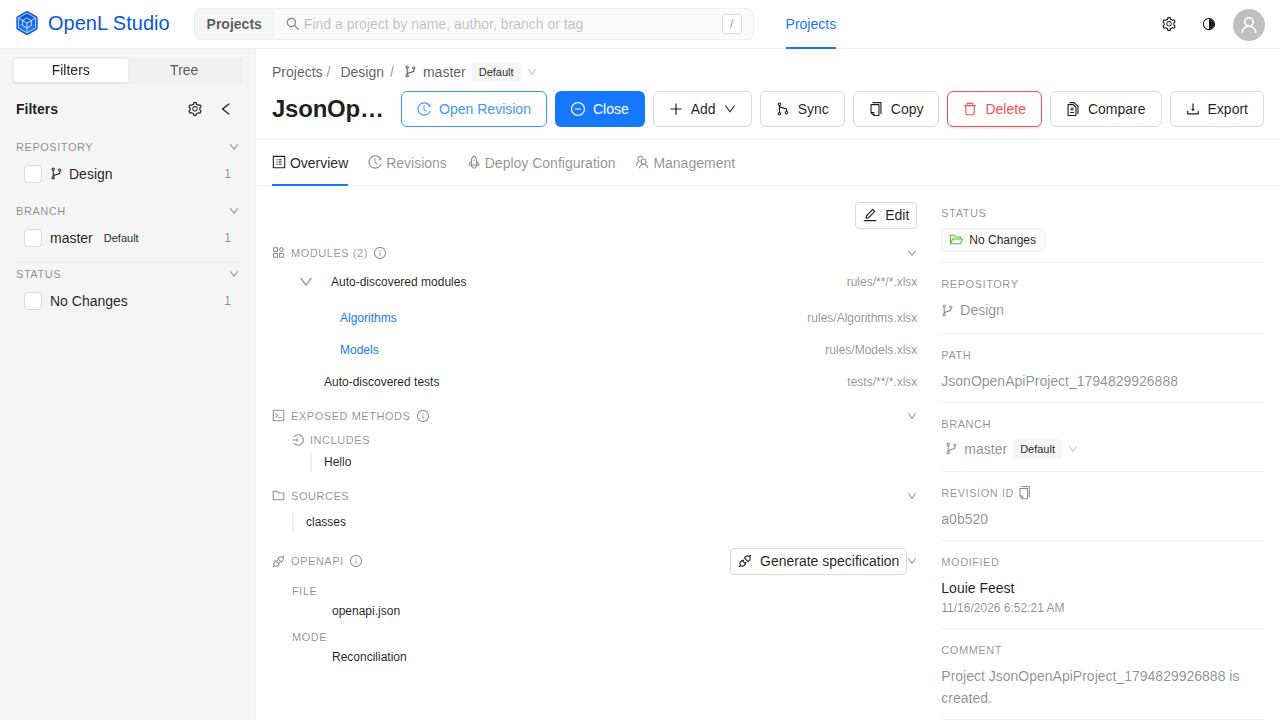 OpenL Studio
Projects
Find a project by name, author, branch or tag
/
Projects
Filters
Tree
Filters
REPOSITORY
Design
1
BRANCH
master Default
1
STATUS
No Changes
1
Projects / Design / master Default
JsonOp...
Open Revision
Close
Add
Sync
Copy
Delete
Compare
Export
Overview
Revisions
Deploy Configuration
Management
Edit
MODULES (2)
Auto-discovered modules
rules/**/*.xlsx
Algorithms
rules/Algorithms.xlsx
Models
rules/Models.xlsx
Auto-discovered tests
tests/**/*.xlsx
EXPOSED METHODS
INCLUDES
Hello
SOURCES
classes
OPENAPI
Generate specification
FILE
openapi.json
MODE
Reconciliation
STATUS
No Changes
REPOSITORY
Design
PATH
JsonOpenApiProject_1794829926888
BRANCH
master Default
REVISION ID
a0b520
MODIFIED
Louie Feest
11/16/2026 6:52:21 AM
COMMENT
Project JsonOpenApiProject_1794829926888 is
created.